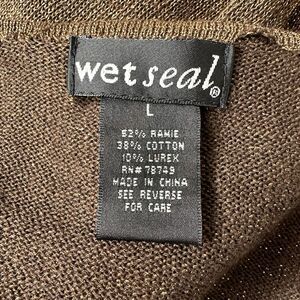 wet seal®
L
52% RAMIE
38% COTTON
10% LUREX
RN# 78749
MADE IN CHINA
SEE REVERSE
FOR CARE